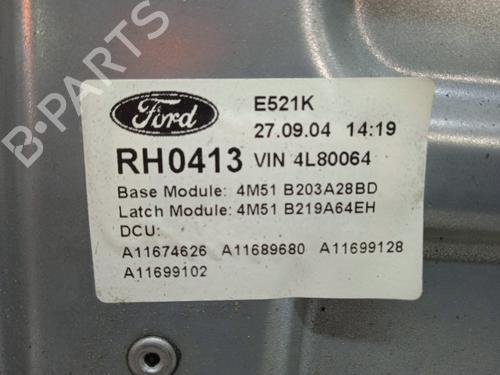 Ford E521K
27.09.04 14:19
RH0413 VIN 4L80064
Base Module: 4M51 B203A28BD
Latch Module: 4M51 B219A64EH
DCU:
A11674626 A11689680 A11699128
A11699102